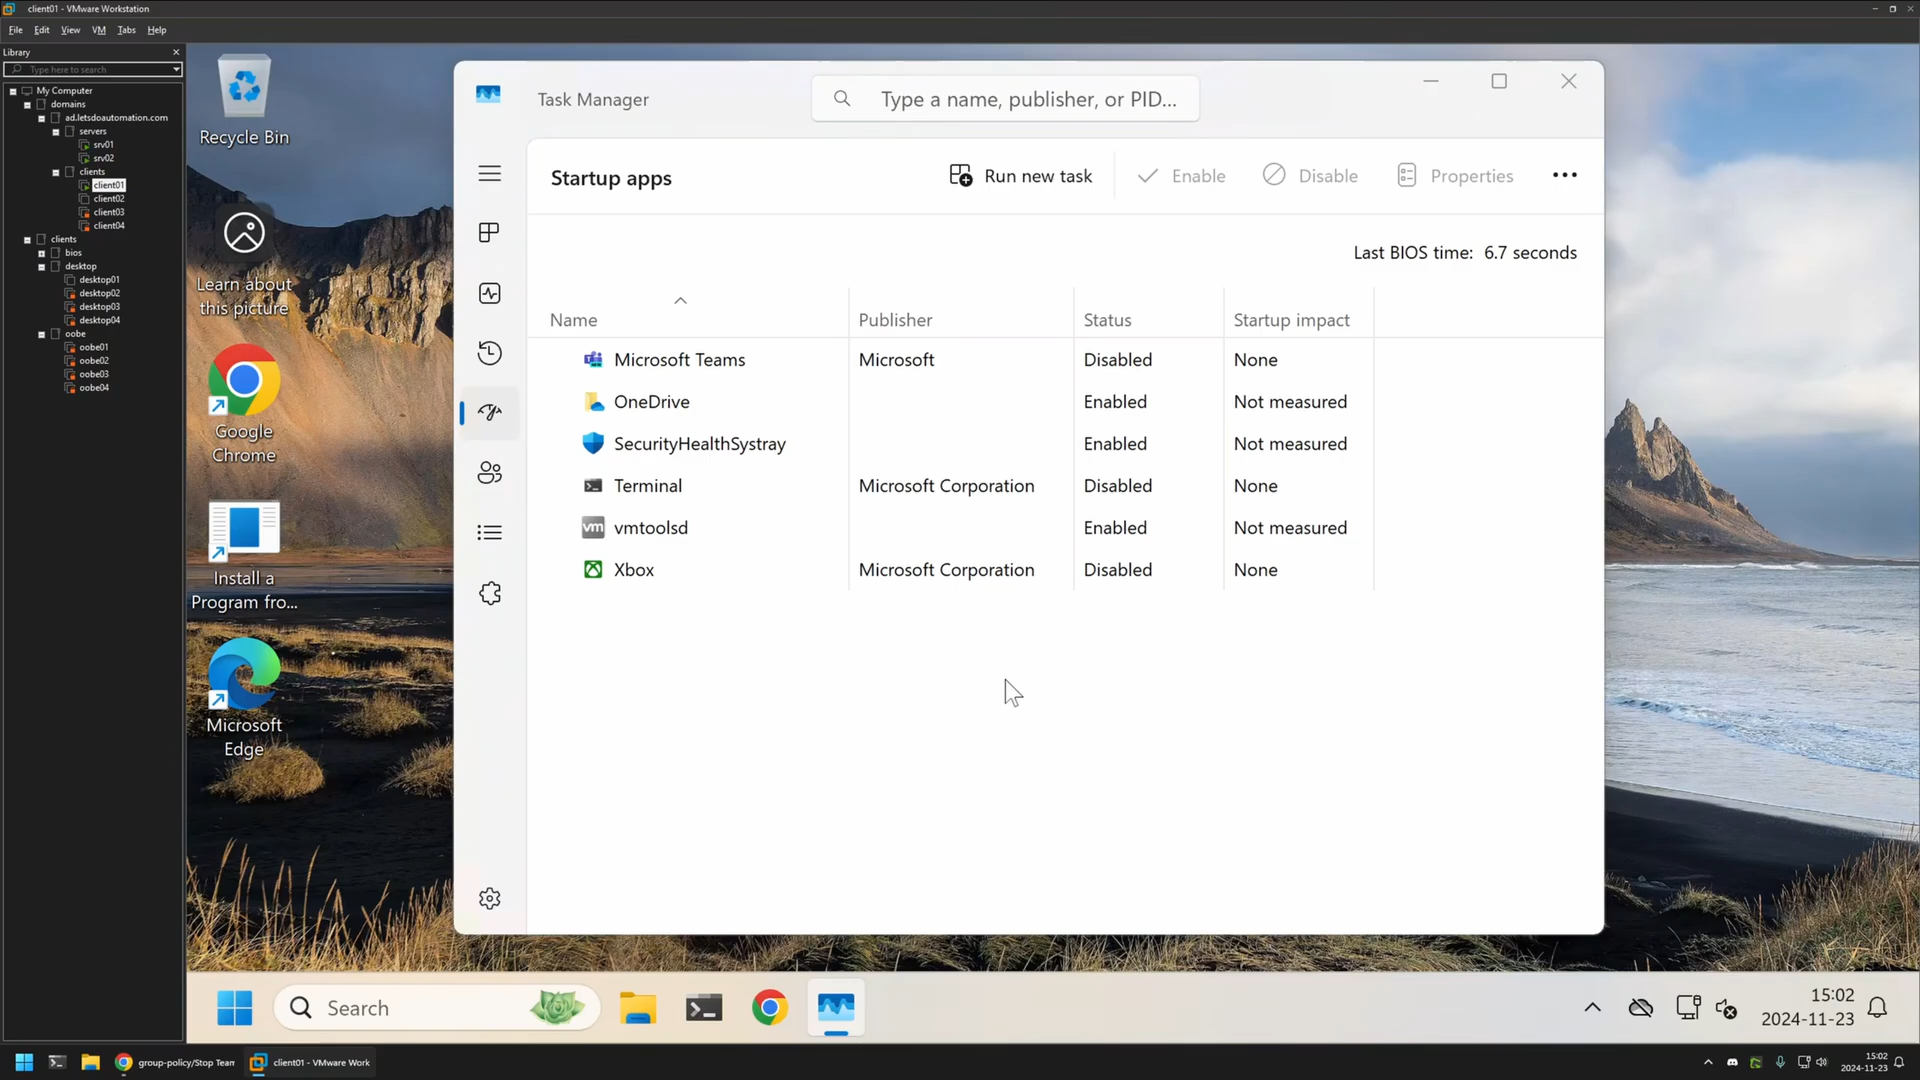 client01 - VMware Workstation
File Edit View VM Tabs Help
Library
Type here to search
My Computer
domains
ad.letsdoautomation.com
servers
srv01
srv02
clients
client01
client02
client03
client04
clients
bios
desktop
desktop01
desktop02
desktop03
desktop04
oobe
oobe01
oobe02
oobe03
oobe04
Recycle Bin
Learn about
this picture
Google
Chrome
Install a
Program fro...
Microsoft
Edge
Task Manager
Type a name, publisher, or PID...
Startup apps
Run new task Enable Disable Properties
Last BIOS time: 6.7 seconds
Name Publisher Status Startup impact
Microsoft Teams Microsoft Disabled None
OneDrive Enabled Not measured
SecurityHealthSystray Enabled Not measured
Terminal Microsoft Corporation Disabled None
vm vmtoolsd Enabled Not measured
Xbox Microsoft Corporation Disabled None
Search
15:02
2024-11-23
group-policy/Stop Team
client01 - VMware Work
15:02
2024-11-23